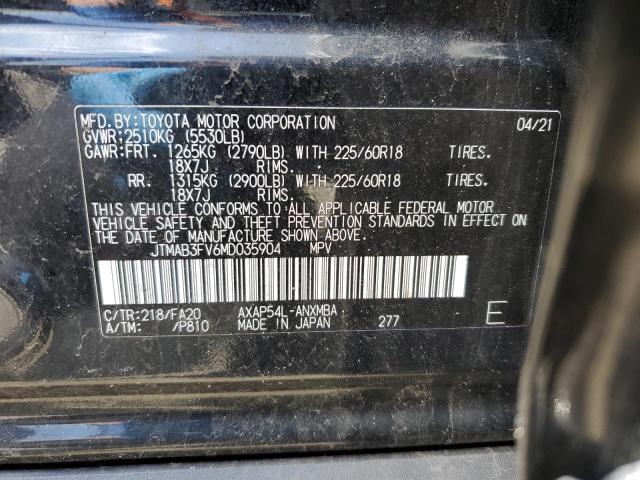 MFD. BY:TOYOTA MOTOR CORPORATION 04/21
GVWR:2510KG (5530LB)
GAWR:FRT. 1265KG (2790LB) WITH 225/60R18 TIRES.
18X7J RIMS.
RR. 1315KG (2900LB) WITH 225/60R18 TIRES.
18X7J RIMS.
THIS VEHICLE CONFORMS TO ALL APPLICABLE FEDERAL MOTOR
VEHICLE SAFETY AND THEFT PREVENTION STANDARDS IN EFFECT ON
THE DATE OF MANUFACTURE SHOWN ABOVE.
JTMAB3FV6MD035904 MPV
C/TR:218/FA20 AXAP54L-ANXMBA
A/TM: /P810 MADE IN JAPAN 277 E